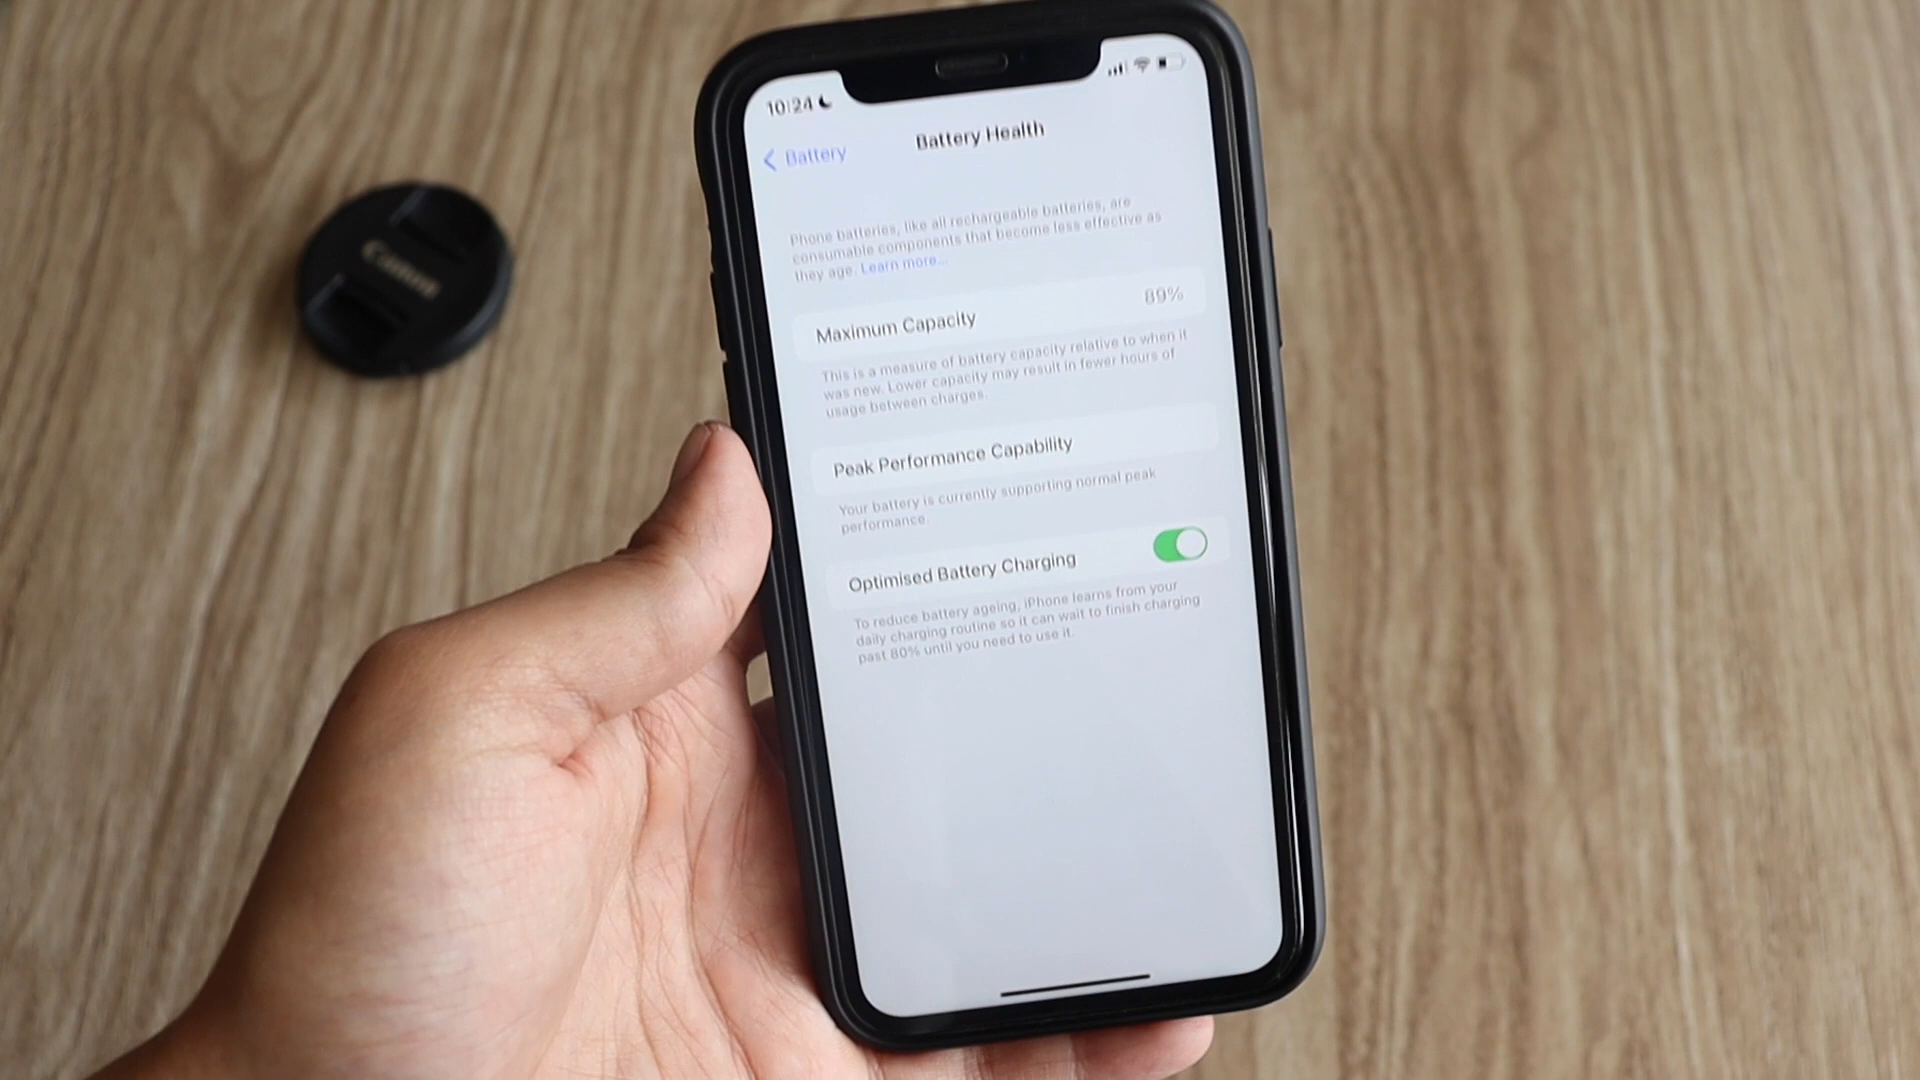 10:24
Battery Health
Battery
Phone batteries, like all rechargeable batteries, are
consumable components that become less effective as
they age. Learn more...
Maximum Capacity
89%
This is a measure of battery capacity relative to when it
was new. Lower capacity may result in fewer hours of
usage between charges.
Peak Performance Capability
Your battery is currently supporting normal peak
performance.
Optimised Battery Charging
To reduce battery ageing, iPhone learns from your
daily charging routine so it can wait to finish charging
past 80% until you need to use it.
Canon